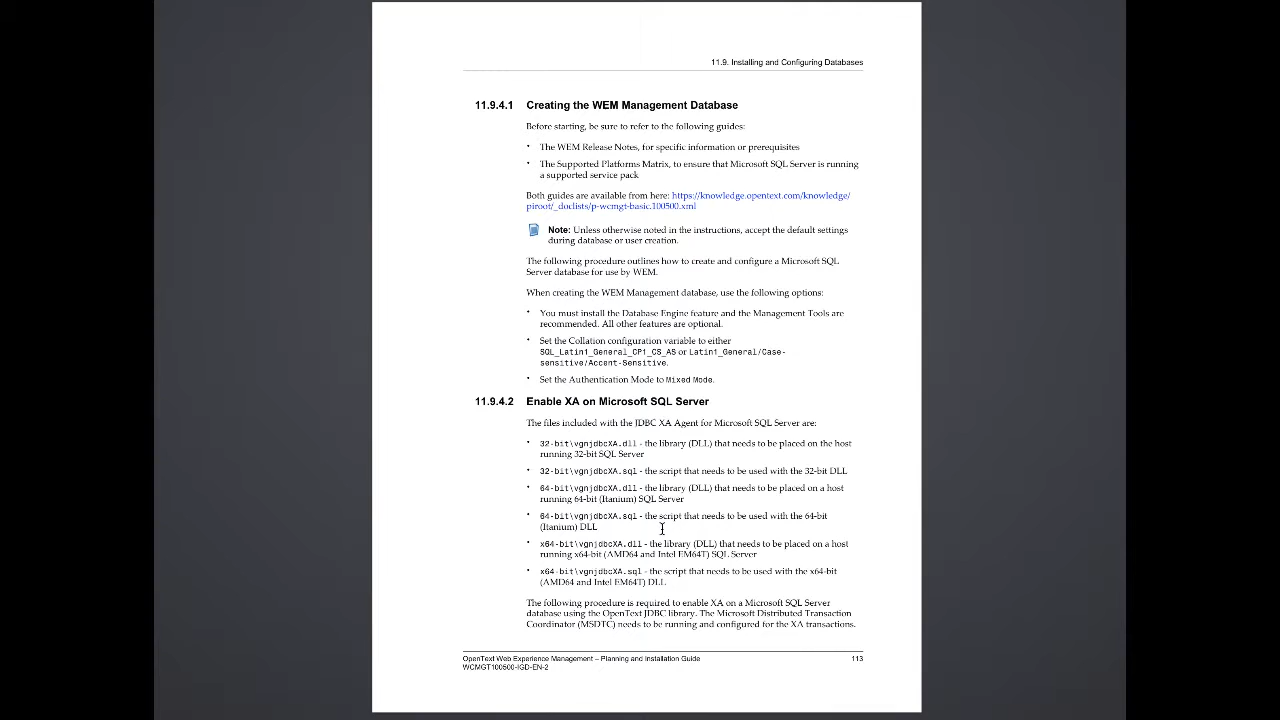 11.9. Installing and Configuring Databases
11.9.4.1 Creating the WEM Management Database
Before starting, be sure to refer to the following guides:
• The WEM Release Notes, for specific information or prerequisites
• The Supported Platforms Matrix, to ensure that Microsoft SQL Server is running
a supported service pack
Both guides are available from here: https://knowledge.opentext.com/knowledge/
piroot/_doclists/p-wcmgt-basic.100500.xml
Note: Unless otherwise noted in the instructions, accept the default settings
during database or user creation.
The following procedure outlines how to create and configure a Microsoft SQL
Server database for use by WEM.
When creating the WEM Management database, use the following options:
• You must install the Database Engine feature and the Management Tools are
recommended. All other features are optional.
• Set the Collation configuration variable to either
SQL_Latin1_General_CP1_CS_AS or Latin1_General/Case-
sensitive/Accent-Sensitive.
• Set the Authentication Mode to Mixed Mode.
11.9.4.2 Enable XA on Microsoft SQL Server
The files included with the JDBC XA Agent for Microsoft SQL Server are:
• 32-bit\vgnjdbcXA.dll - the library (DLL) that needs to be placed on the host
running 32-bit SQL Server
• 32-bit\vgnjdbcXA.sql - the script that needs to be used with the 32-bit DLL
• 64-bit\vgnjdbcXA.dll - the library (DLL) that needs to be placed on a host
running 64-bit (Itanium) SQL Server
• 64-bit\vgnjdbcXA.sql - the script that needs to be used with the 64-bit
(Itanium) DLL
• x64-bit\vgnjdbcXA.dll - the library (DLL) that needs to be placed on a host
running x64-bit (AMD64 and Intel EM64T) SQL Server
• x64-bit\vgnjdbcXA.sql - the script that needs to be used with the x64-bit
(AMD64 and Intel EM64T) DLL
The following procedure is required to enable XA on a Microsoft SQL Server
database using the OpenText JDBC library. The Microsoft Distributed Transaction
Coordinator (MSDTC) needs to be running and configured for the XA transactions.
OpenText Web Experience Management – Planning and Installation Guide 113
WCMGT100500-IGD-EN-2